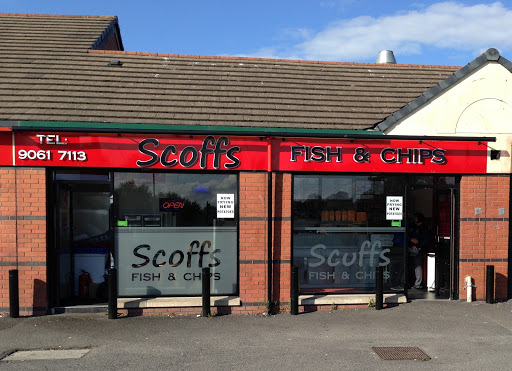 TEL:
9061 7113
Scoffs
FISH & CHIPS
OPEN
NOW
FRYING
NEW
POTATOES
NOW
FRYING
NEW
POTATOES
Scoffs
FISH & CHIPS
Scoffs
FISH & CHIPS